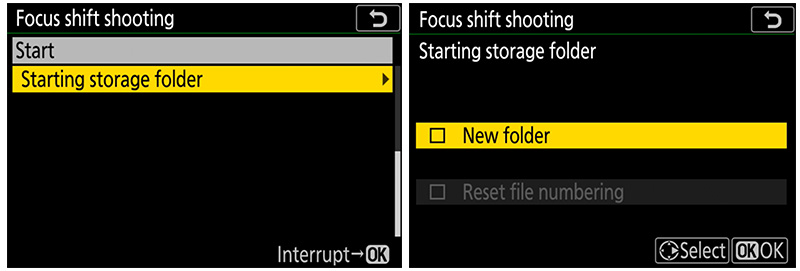 Focus shift shooting
Start
Starting storage folder
Interrupt→OK
Focus shift shooting
Starting storage folder
New folder
Reset file numbering
Select OK OK